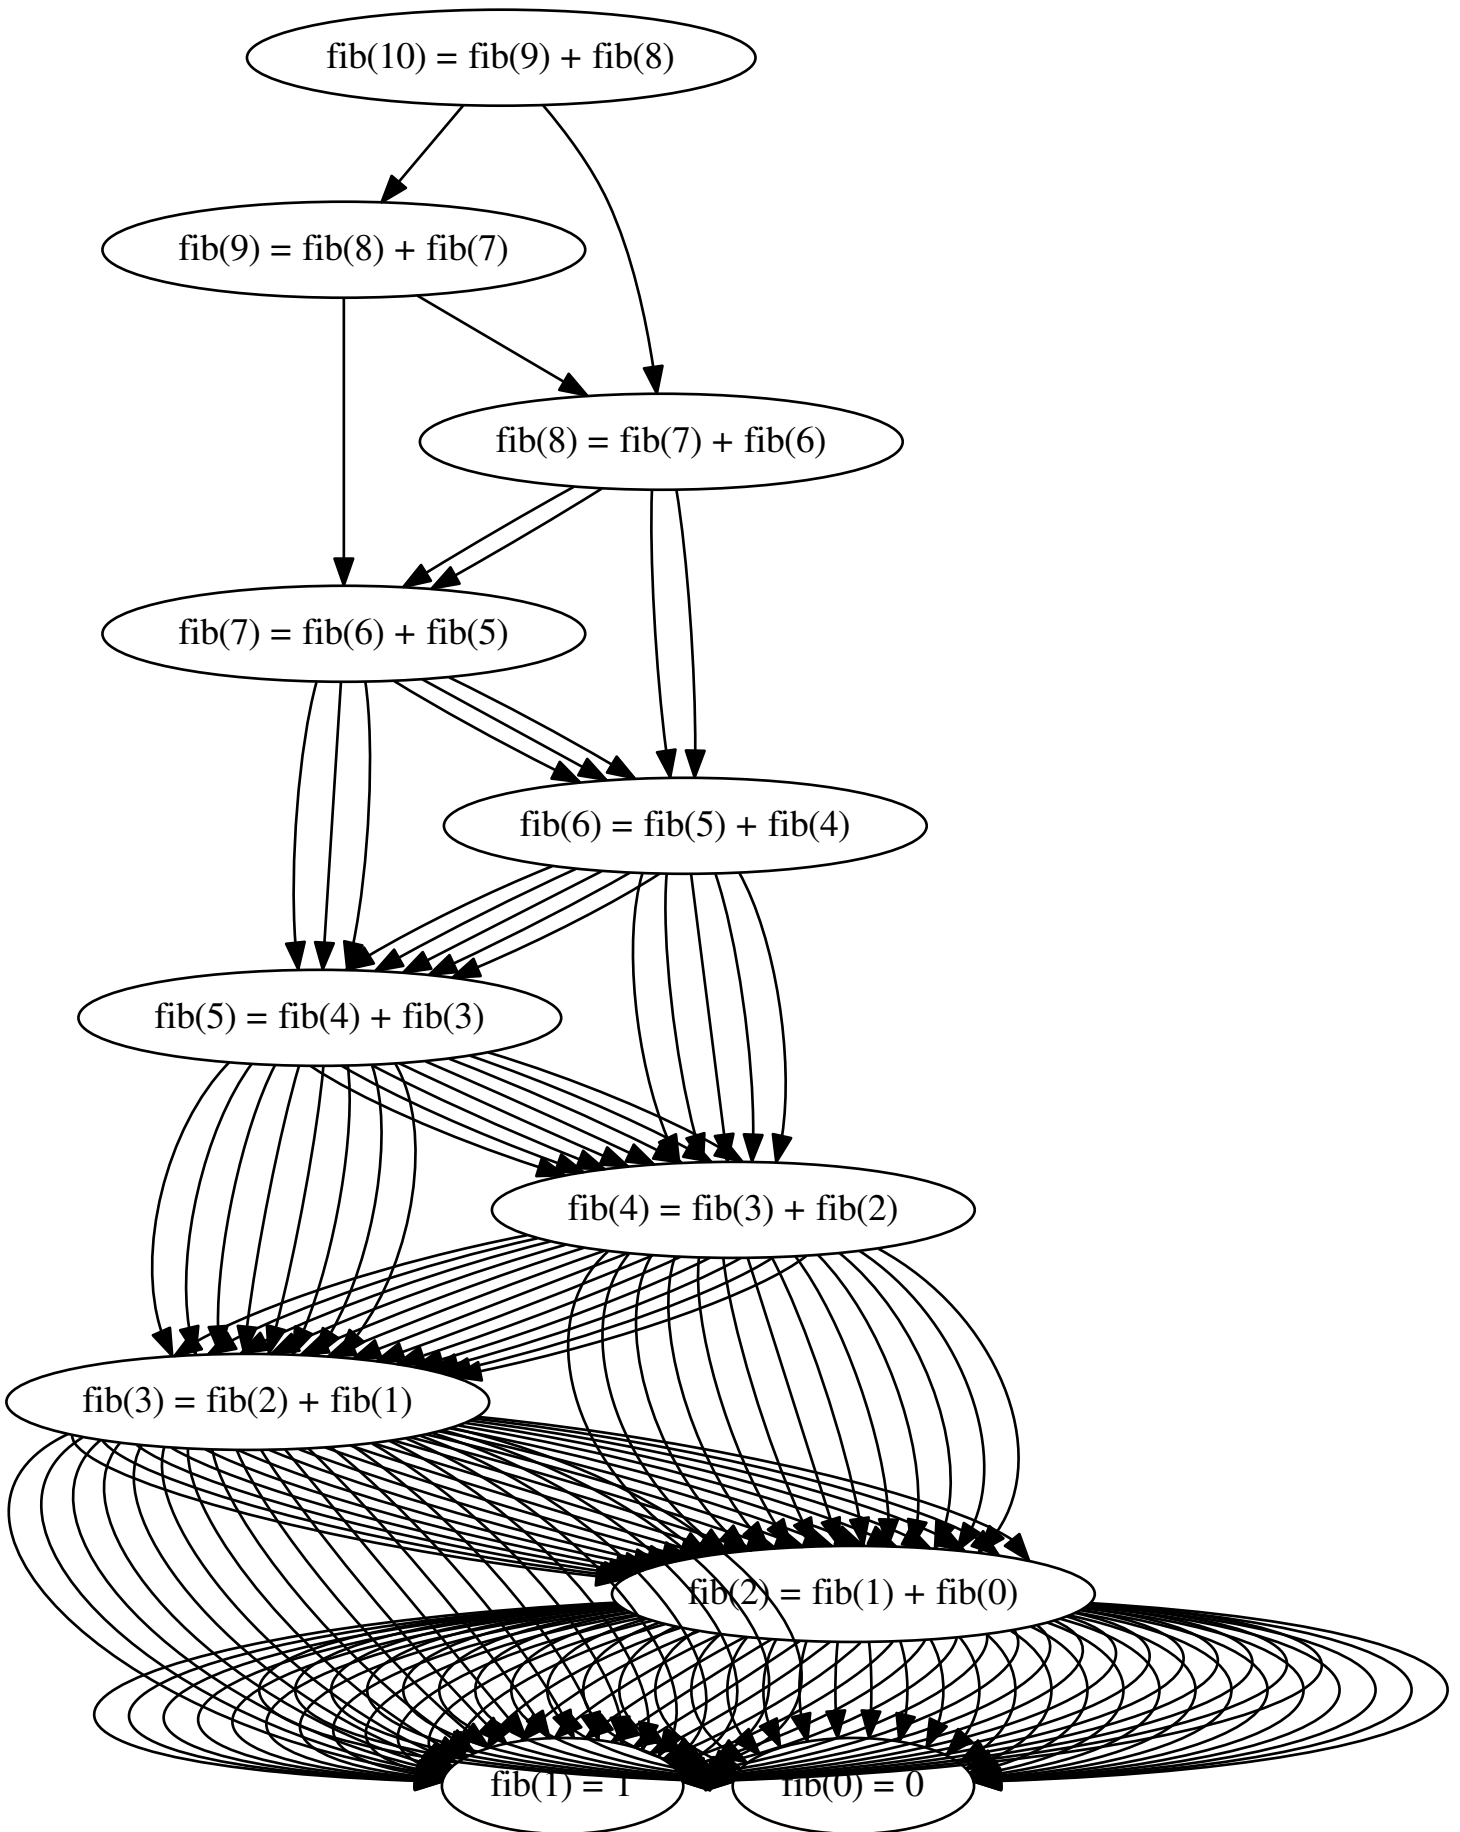 fib(10) = fib(9) + fib(8)
fib(9) = fib(8) + fib(7)
fib(8) = fib(7) + fib(6)
fib(7) = fib(6) + fib(5)
fib(6) = fib(5) + fib(4)
fib(5) = fib(4) + fib(3)
fib(4) = fib(3) + fib(2)
fib(3) = fib(2) + fib(1)
fib(2) = fib(1) + fib(0)
fib(1) = 1
fib(0) = 0